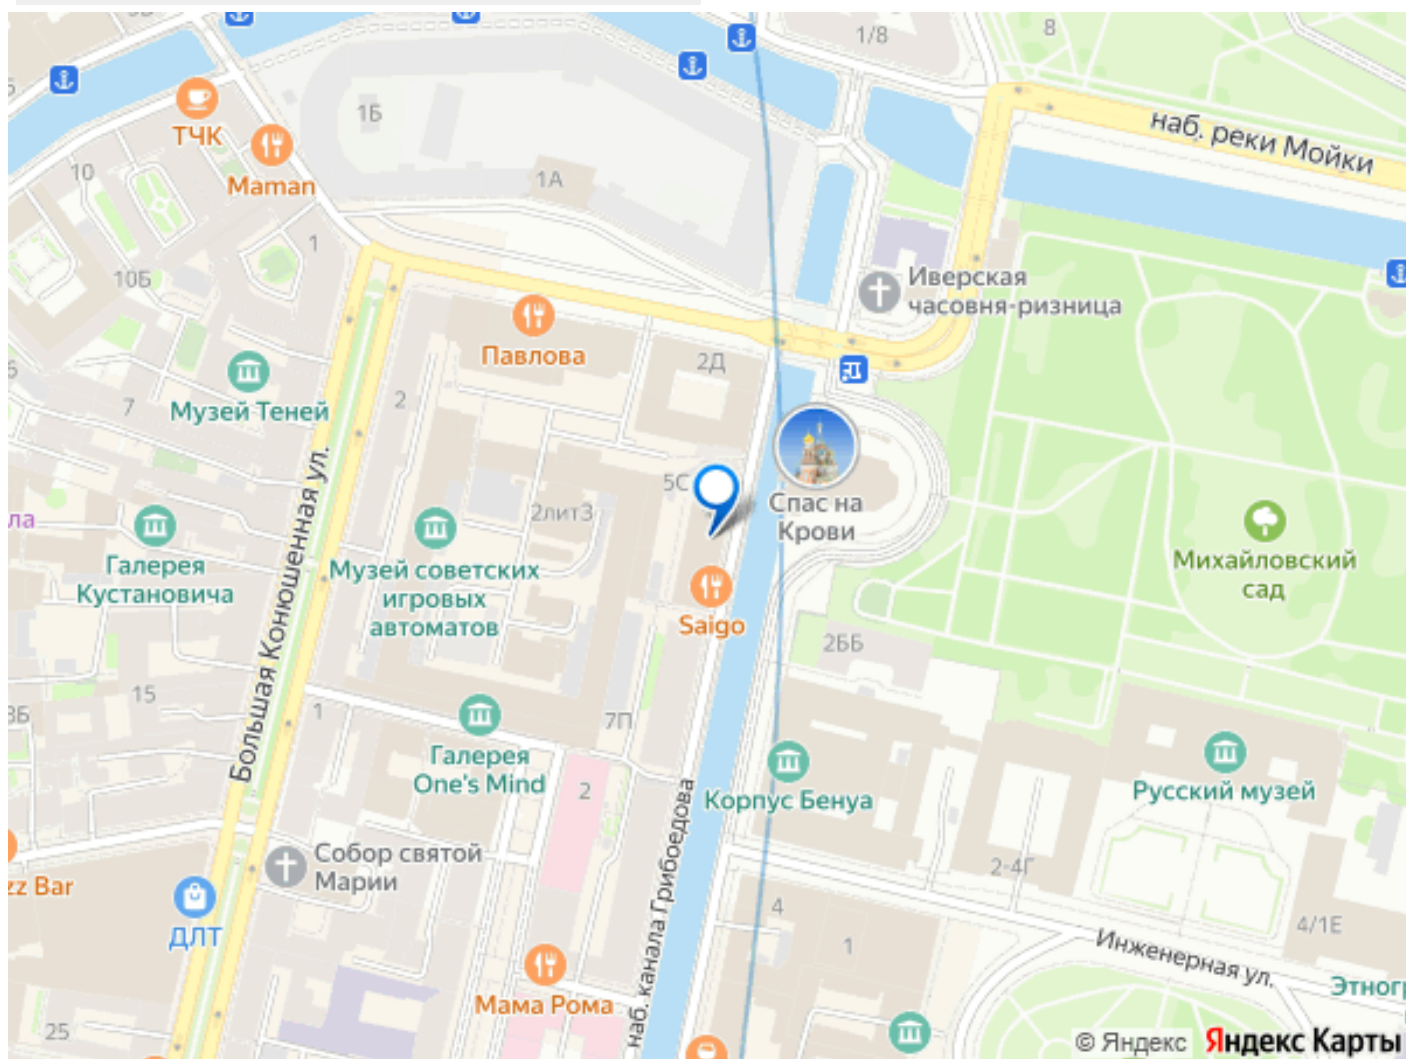 1/8
8
1Б
наб. реки Мойки
ТЧК
Maman
10
1А
1
10Б
Иверская
часовня-ризница
Павлова
2Д
Музей Теней
7
2
5С
Спас на
Крови
2лит3
Галерея
Кустановича
Музей советских
игровых
автоматов
Михайловский
сад
Saigo
Большая Конюшенная ул.
2ББ
15
1
7П
Галерея
One's Mind
2
Корпус Бенуа
Русский музей
наб. канала Грибоедова
Собор святой
Марии
2-4Г
zz Bar
ДЛТ
4
1
4/1Е
Инженерная ул.
Мама Рома
25
© Яндекс
Яндекс Карты